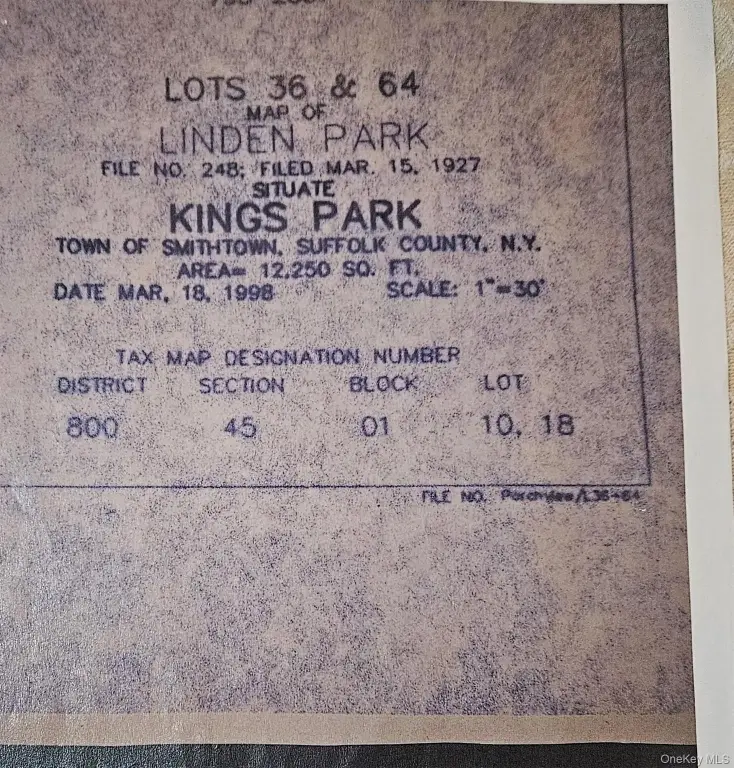 LOTS 36 & 64
MAP OF
LINDEN PARK
FILE NO. 248; FILED MAR. 15, 1927
SITUATE
KINGS PARK
TOWN OF SMITHTOWN, SUFFOLK COUNTY, N.Y.
AREA= 12,250 SQ. FT.
DATE MAR, 18, 1998 SCALE: 1"=30'
TAX MAP DESIGNATION NUMBER
DISTRICT SECTION BLOCK LOT
800 45 01 10, 18
FILE NO.
OneKey MLS